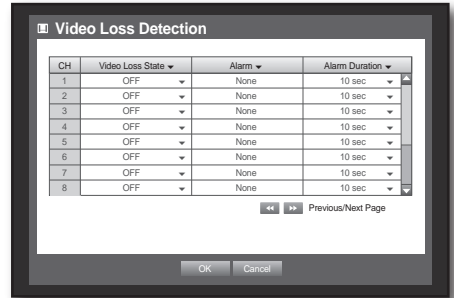 Video Loss Detection
CH Video Loss State Alarm Alarm Duration
1 OFF None 10 sec
2 OFF None 10 sec
3 OFF None 10 sec
4 OFF None 10 sec
5 OFF None 10 sec
6 OFF None 10 sec
7 OFF None 10 sec
8 OFF None 10 sec
Previous/Next Page
OK Cancel